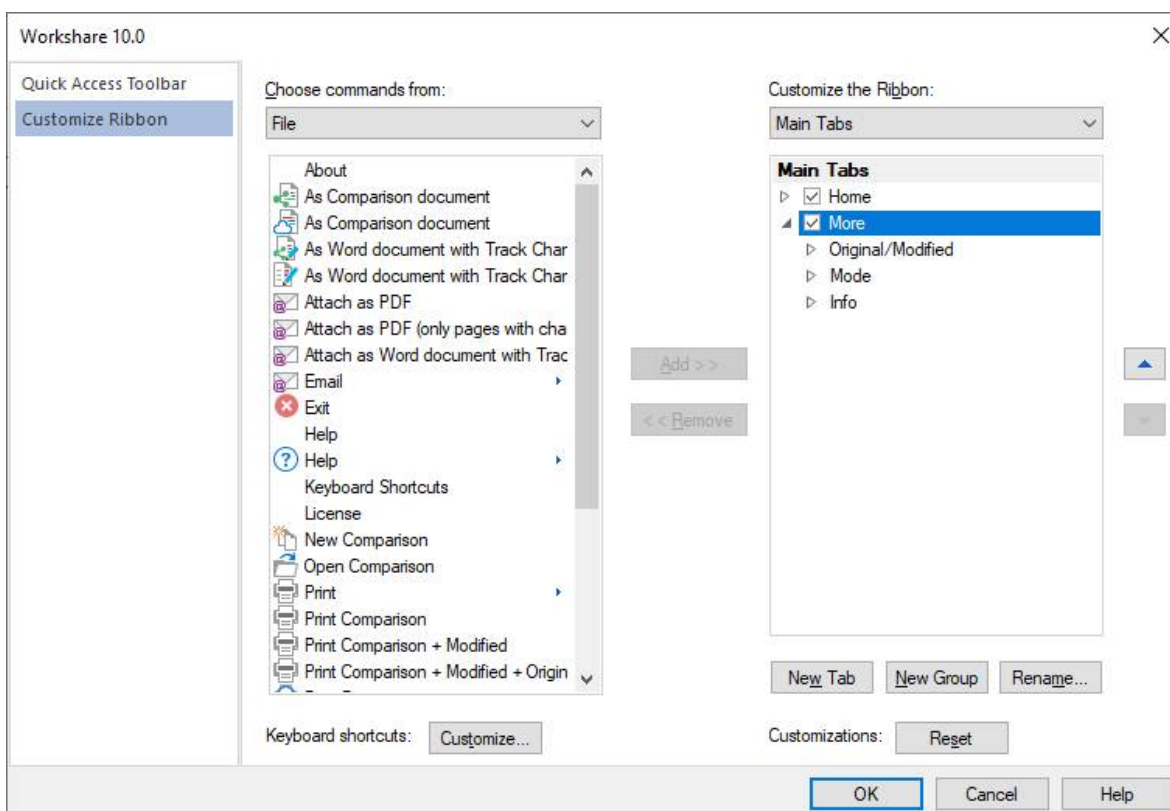 Workshare 10.0
Quick Access Toolbar
Customize Ribbon
Choose commands from:
File
About
As Comparison document
As Comparison document
As Word document with Track Char
As Word document with Track Char
Attach as PDF
Attach as PDF (only pages with cha
Attach as Word document with Trac
Email
Exit
Help
Help
Keyboard Shortcuts
License
New Comparison
Open Comparison
Print
Print Comparison
Print Comparison + Modified
Print Comparison + Modified + Origin
Keyboard shortcuts:
Customize...
Add >>
<< Remove
Customize the Ribbon:
Main Tabs
Main Tabs
Home
More
Original/Modified
Mode
Info
New Tab
New Group
Rename...
Customizations:
Reset
OK
Cancel
Help